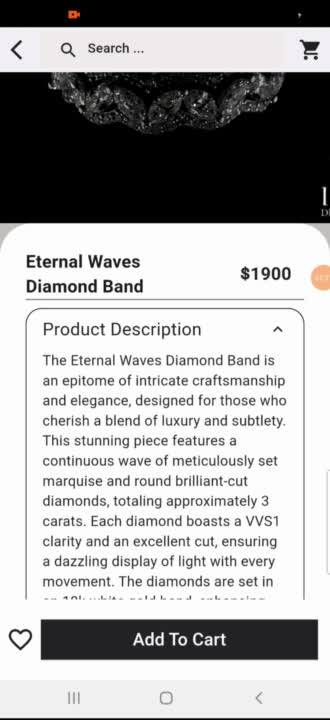 Search ...
Eternal Waves
Diamond Band
$1900
Product Description
The Eternal Waves Diamond Band is
an epitome of intricate craftsmanship
and elegance, designed for those who
cherish a blend of luxury and subtlety.
This stunning piece features a
continuous wave of meticulously set
marquise and round brilliant-cut
diamonds, totaling approximately 3
carats. Each diamond boasts a VVS1
clarity and an excellent cut, ensuring
a dazzling display of light with every
movement. The diamonds are set in
Add To Cart